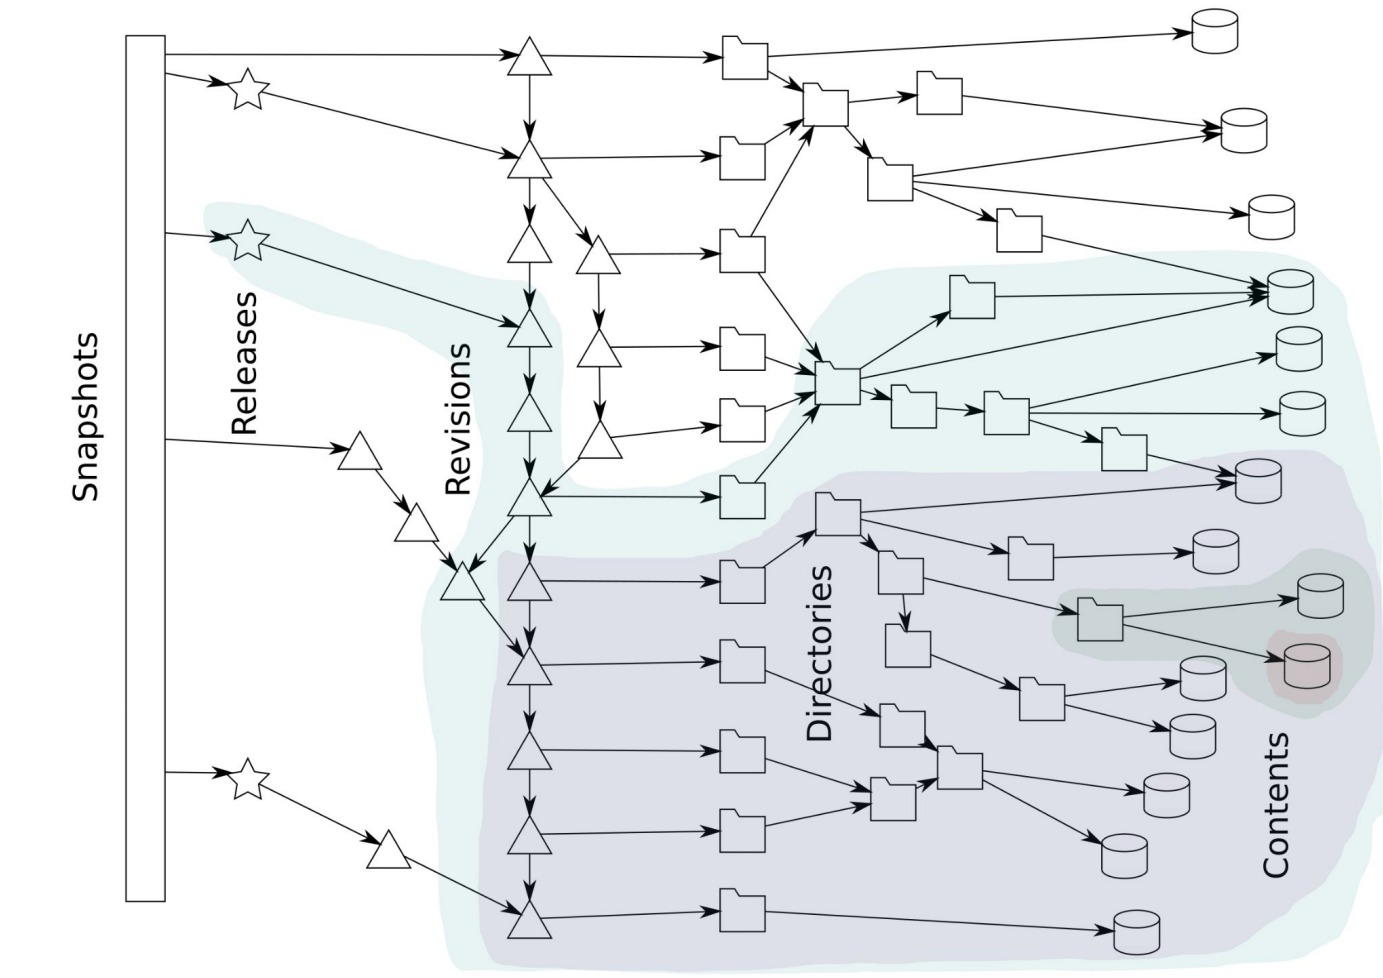 Snapshots
Releases
Revisions
Directories
Contents